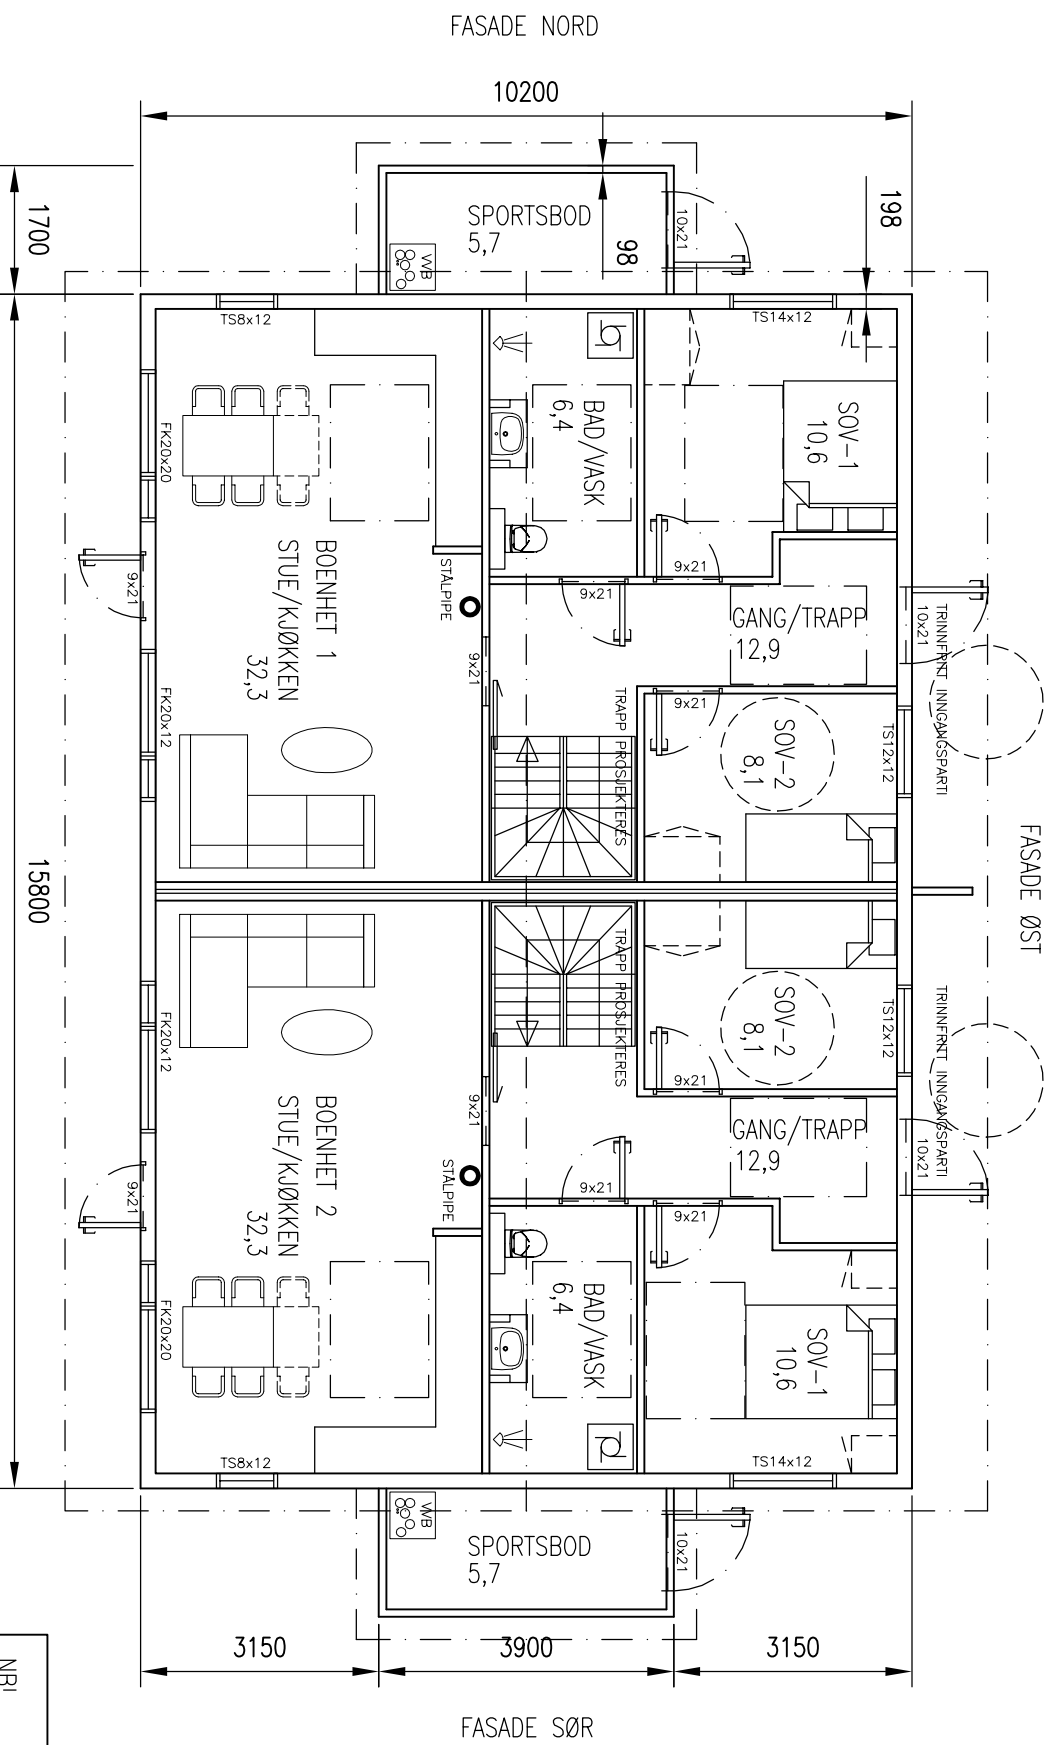 FASADE NORD
10200
1700
198
98
SPORTSBOD
5,7
10x21
VVB
TS8x12
TS14x12
SOV-1
10,6
BAD/VASK
6,4
FK20x20
9x21
BOENHET 1
STUE/KJØKKEN
32,3
STÅLPIPE
9x21
9x21
9x21
GANG/TRAPP
12,9
10x21
TRINNFRITT INNGANGSPARTI
9x21
TRAPP PROSJEKTERES
SOV-2
8,1
TS12x12
FK20x12
FASADE ØST
15800
FK20x12
TRAPP PROSJEKTERES
SOV-2
8,1
TS12x12
TRINNFRITT INNGANGSPARTI
9x21
9x21
BOENHET 2
STUE/KJØKKEN
32,3
STÅLPIPE
GANG/TRAPP
12,9
10x21
9x21
9x21
9x21
BAD/VASK
6,4
SOV-1
10,6
FK20x20
TS8x12
TS14x12
VVB
SPORTSBOD
5,7
10x21
3150
3900
3150
NB!
FASADE SØR